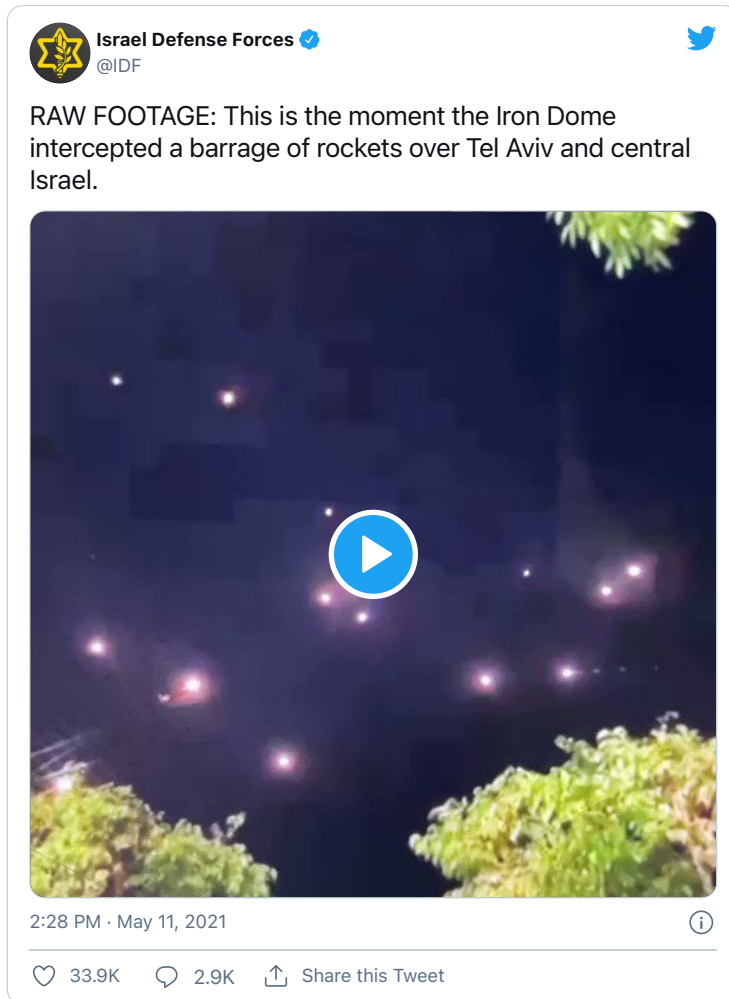 Israel Defense Forces
@IDF
RAW FOOTAGE: This is the moment the Iron Dome
intercepted a barrage of rockets over Tel Aviv and central
Israel.
2:28 PM · May 11, 2021
33.9K 2.9K Share this Tweet